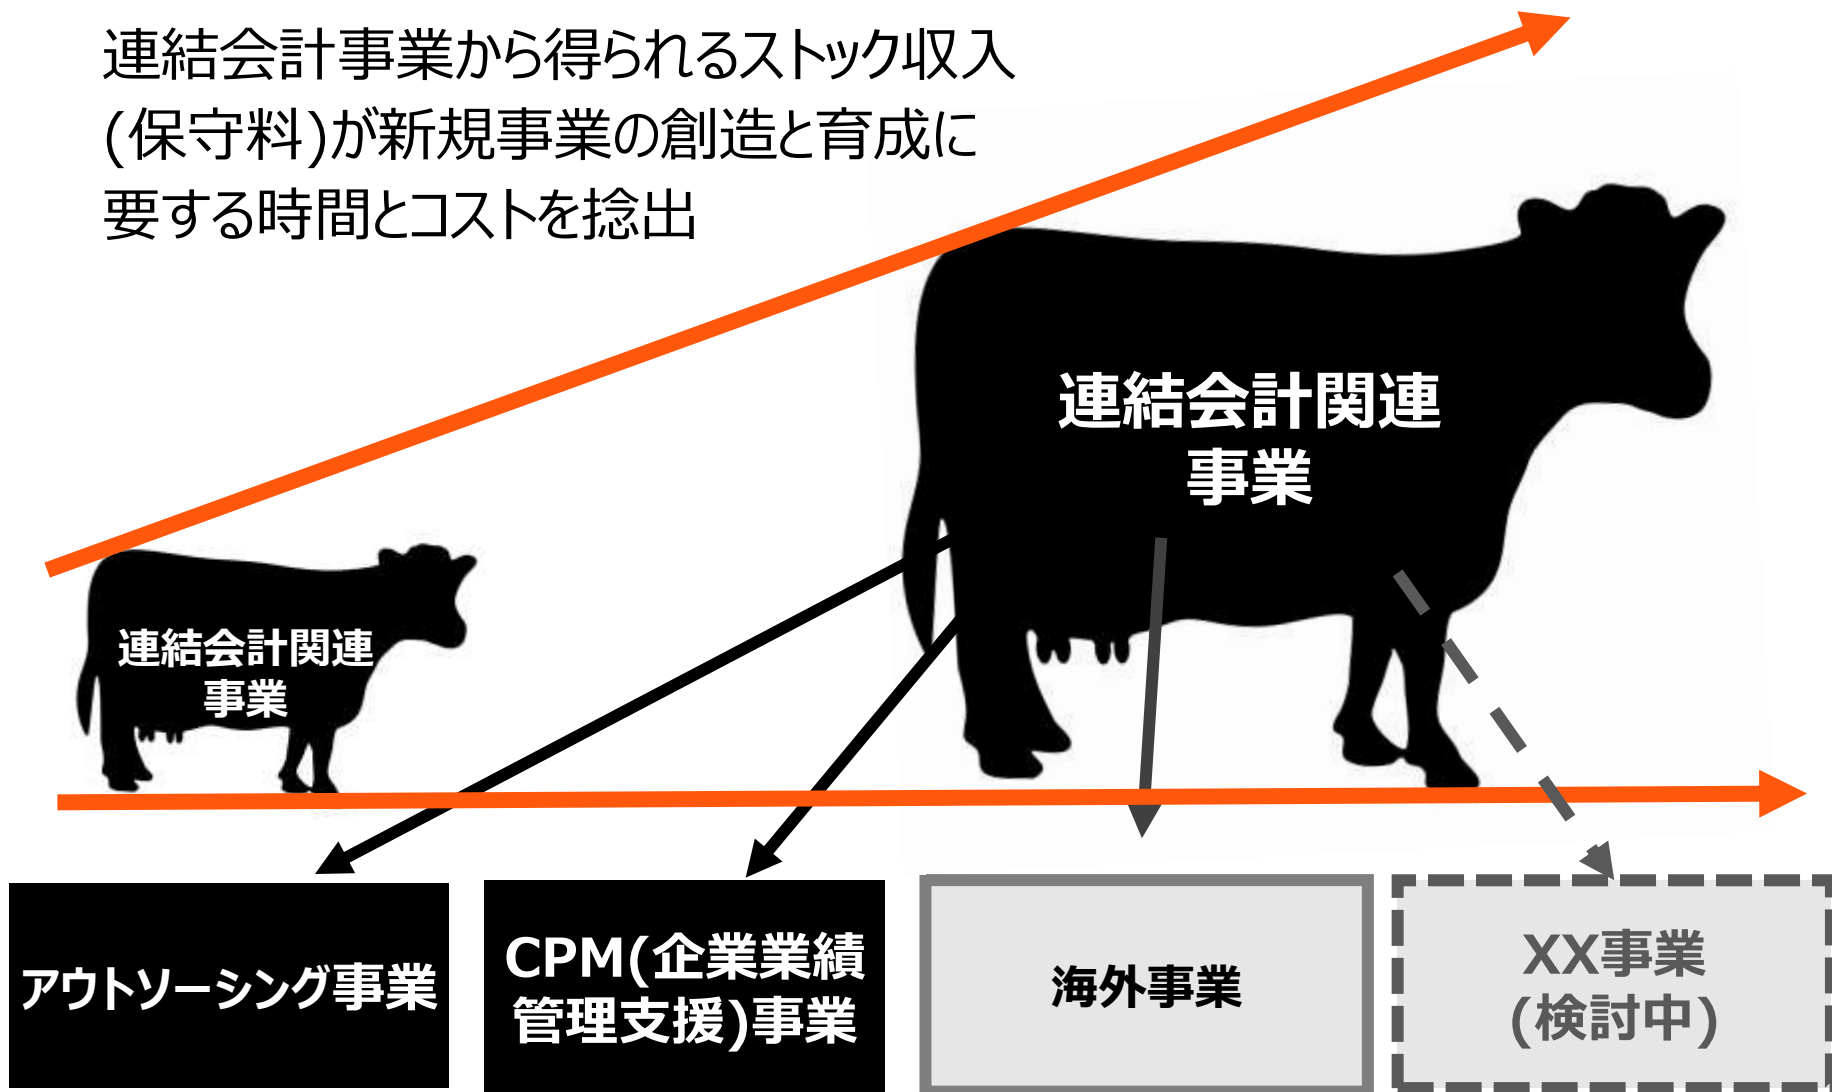 連結会計事業から得られるストック収入
(保守料)が新規事業の創造と育成に
要する時間とコストを捻出
連結会計関連
事業
連結会計関連
事業
アウトソーシング事業
CPM(企業業績
管理支援)事業
海外事業
XX事業
(検討中)